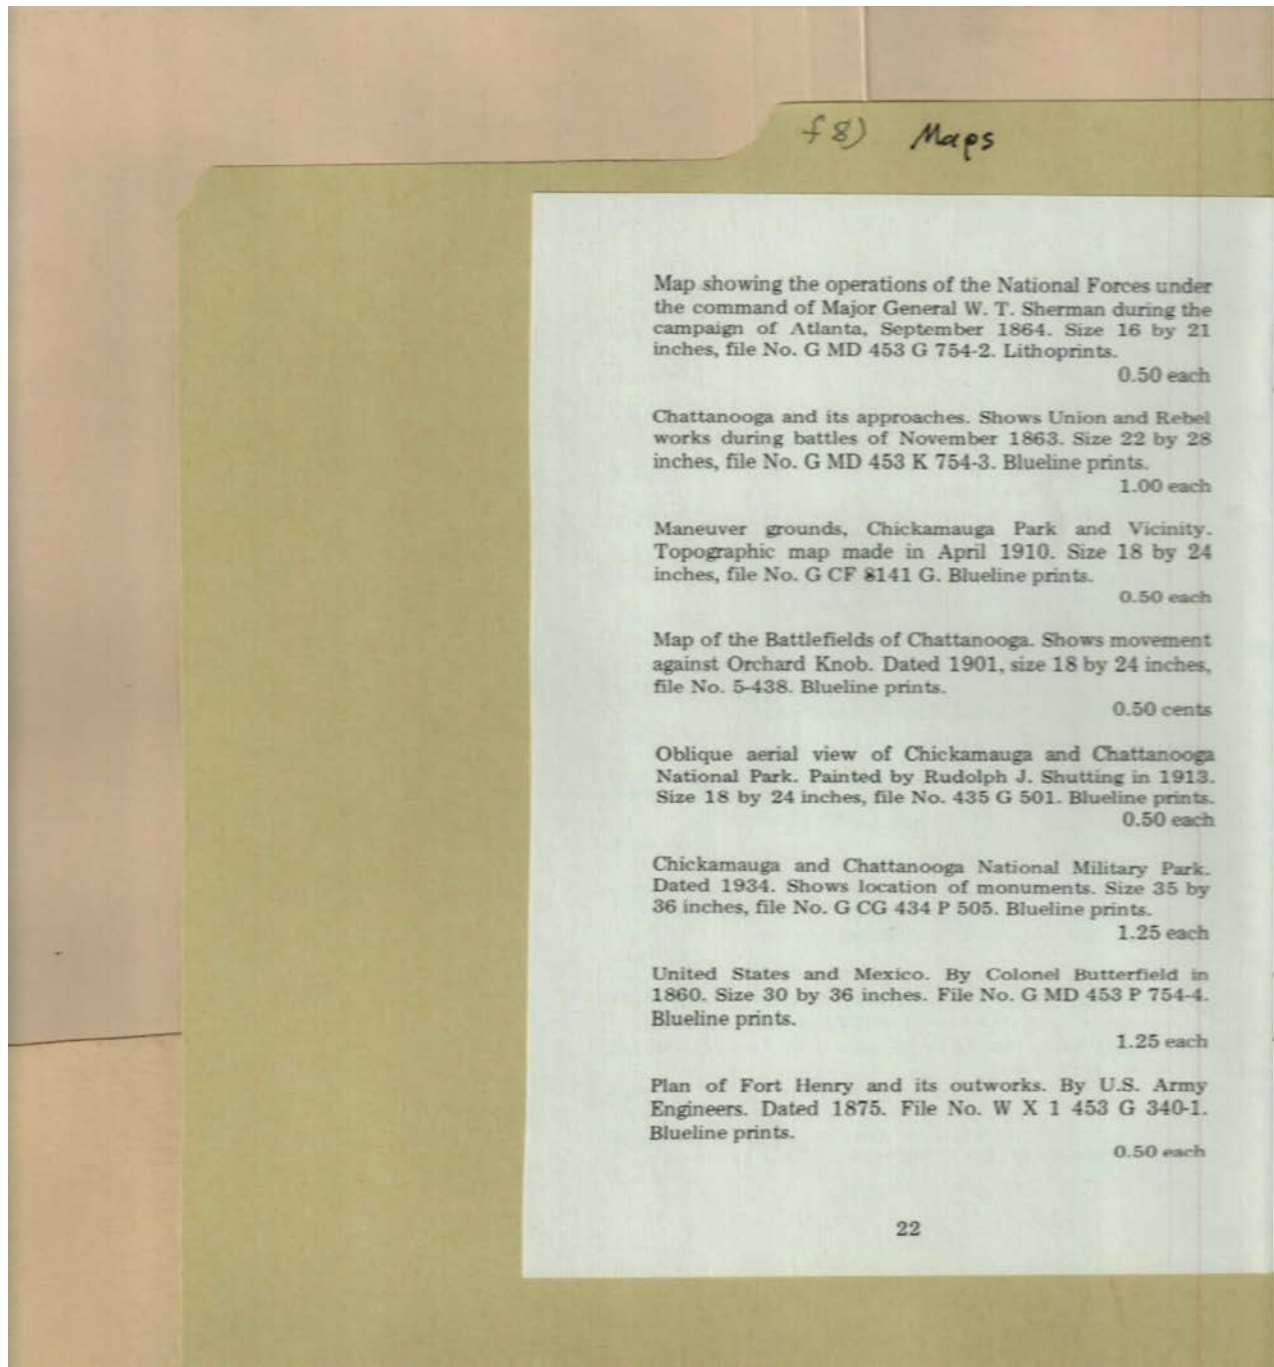 f 8) Maps
Map showing the operations of the National Forces under
the command of Major General W. T. Sherman during the
campaign of Atlanta, September 1864. Size 16 by 21
inches, file No. G MD 453 G 754-2. Lithoprints.
0.50 each
Chattanooga and its approaches. Shows Union and Rebel
works during battles of November 1863. Size 22 by 28
inches, file No. G MD 453 K 754-3. Blueline prints.
1.00 each
Maneuver grounds, Chickamauga Park and Vicinity.
Topographic map made in April 1910. Size 18 by 24
inches, file No. G CF 8141 G. Blueline prints.
0.50 each
Map of the Battlefields of Chattanooga. Shows movement
against Orchard Knob. Dated 1901, size 18 by 24 inches,
file No. 5-438. Blueline prints.
0.50 cents
Oblique aerial view of Chickamauga and Chattanooga
National Park. Painted by Rudolph J. Shutting in 1913.
Size 18 by 24 inches, file No. 435 G 501. Blueline prints.
0.50 each
Chickamauga and Chattanooga National Military Park.
Dated 1934. Shows location of monuments. Size 35 by
36 inches, file No. G CG 434 P 505. Blueline prints.
1.25 each
United States and Mexico. By Colonel Butterfield in
1860. Size 30 by 36 inches. File No. G MD 453 P 754-4.
Blueline prints.
1.25 each
Plan of Fort Henry and its outworks. By U.S. Army
Engineers. Dated 1875. File No. W X 1 453 G 340-1.
Blueline prints.
0.50 each
22